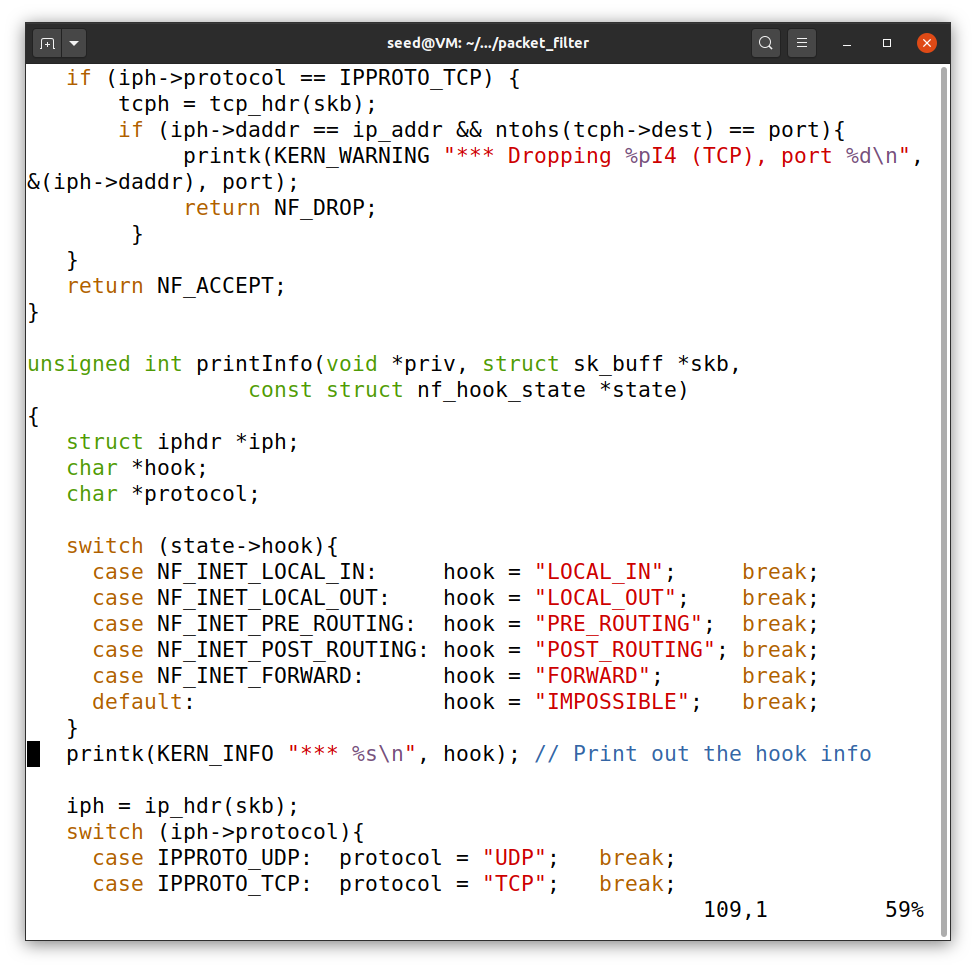 seed@VM: ~/.../packet_filter
   if (iph->protocol == IPPROTO_TCP) {
       tcph = tcp_hdr(skb);
       if (iph->daddr == ip_addr && ntohs(tcph->dest) == port){
            printk(KERN_WARNING "*** Dropping %pI4 (TCP), port %d\n",
&(iph->daddr), port);
            return NF_DROP;
        }
   }
   return NF_ACCEPT;
}

unsigned int printInfo(void *priv, struct sk_buff *skb,
                 const struct nf_hook_state *state)
{
   struct iphdr *iph;
   char *hook;
   char *protocol;

   switch (state->hook){
     case NF_INET_LOCAL_IN:     hook = "LOCAL_IN";     break;
     case NF_INET_LOCAL_OUT:    hook = "LOCAL_OUT";    break;
     case NF_INET_PRE_ROUTING:  hook = "PRE_ROUTING";  break;
     case NF_INET_POST_ROUTING: hook = "POST_ROUTING"; break;
     case NF_INET_FORWARD:      hook = "FORWARD";      break;
     default:                   hook = "IMPOSSIBLE";   break;
   }
   printk(KERN_INFO "*** %s\n", hook); // Print out the hook info

   iph = ip_hdr(skb);
   switch (iph->protocol){
     case IPPROTO_UDP:  protocol = "UDP";   break;
     case IPPROTO_TCP:  protocol = "TCP";   break;
109,1         59%